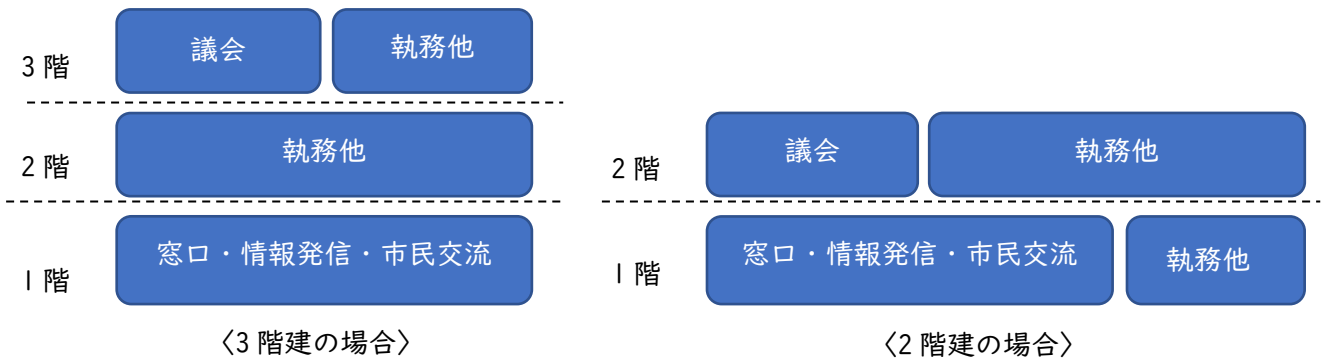 3階
議会
執務他
2階
執務他
1階
窓口・情報発信・市民交流
〈3階建の場合〉
2階
議会
執務他
1階
窓口・情報発信・市民交流
執務他
〈2階建の場合〉